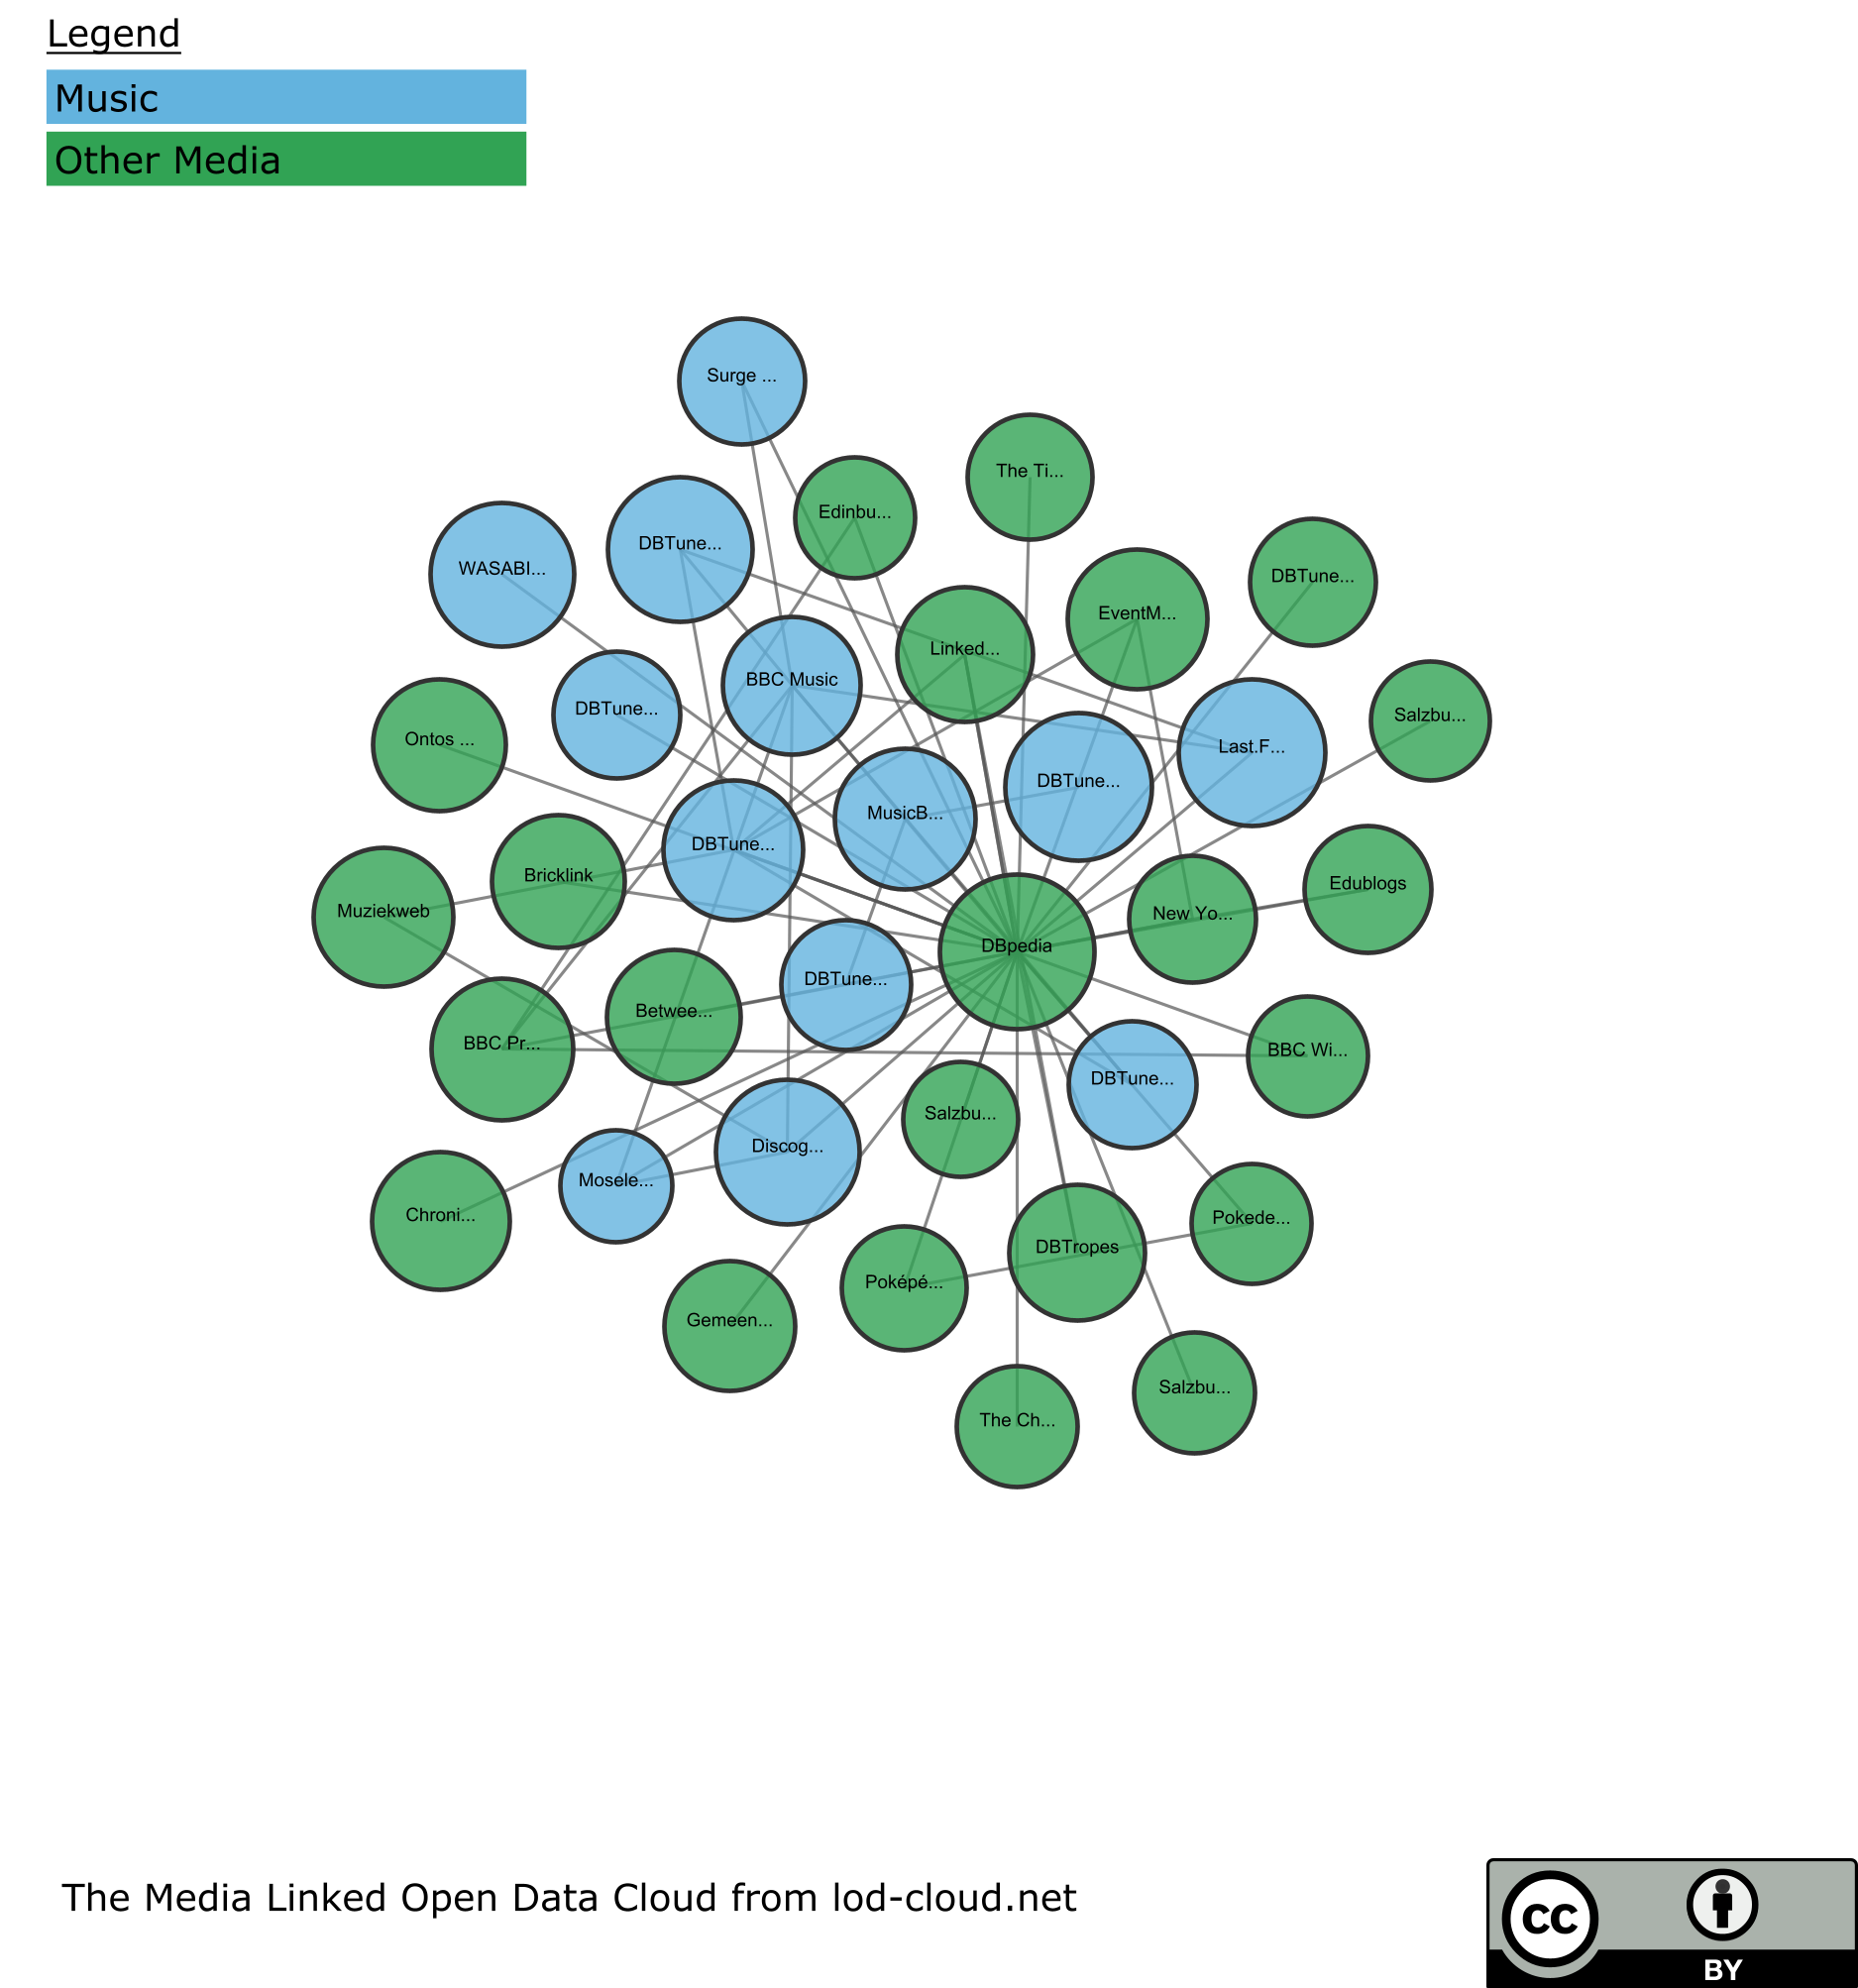 Legend
Music
Other Media
Surge ...
The Ti...
Edinbu...
DBTune...
WASABI...
DBTune...
EventM...
Linked...
BBC Music
DBTune...
Salzbu...
Ontos ...
Last.F...
DBTune...
MusicB...
DBTune...
Bricklink
Edublogs
Muziekweb
New Yo...
DBpedia
DBTune...
Betwee...
BBC Pr...
BBC Wi...
DBTune...
Salzbu...
Discog...
Mosele...
Chroni...
Pokede...
DBTropes
Poképé...
Gemeen...
Salzbu...
The Ch...
The Media Linked Open Data Cloud from lod-cloud.net
cc
BY